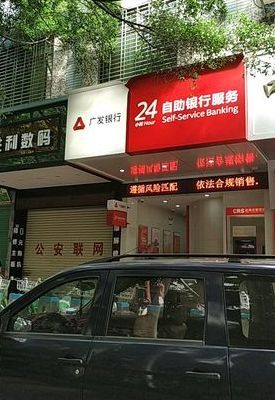 利数码
广发银行
24
小时 Hour
自助银行服务
Self-Service Banking
遵循风险匹配 依法合规销售.
CRS
公安联网